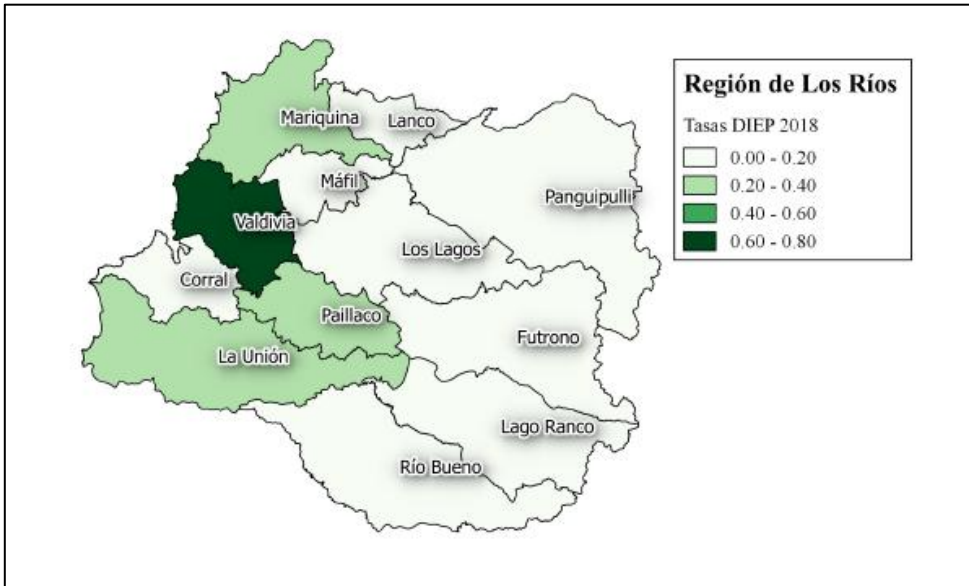 Región de Los Ríos
Tasas DIEP 2018
0.00 - 0.20
0.20 - 0.40
0.40 - 0.60
0.60 - 0.80
Mariquina
Lanco
Máfil
Panguipulli
Valdivia
Los Lagos
Corral
Paillaco
Futrono
La Unión
Lago Ranco
Río Bueno